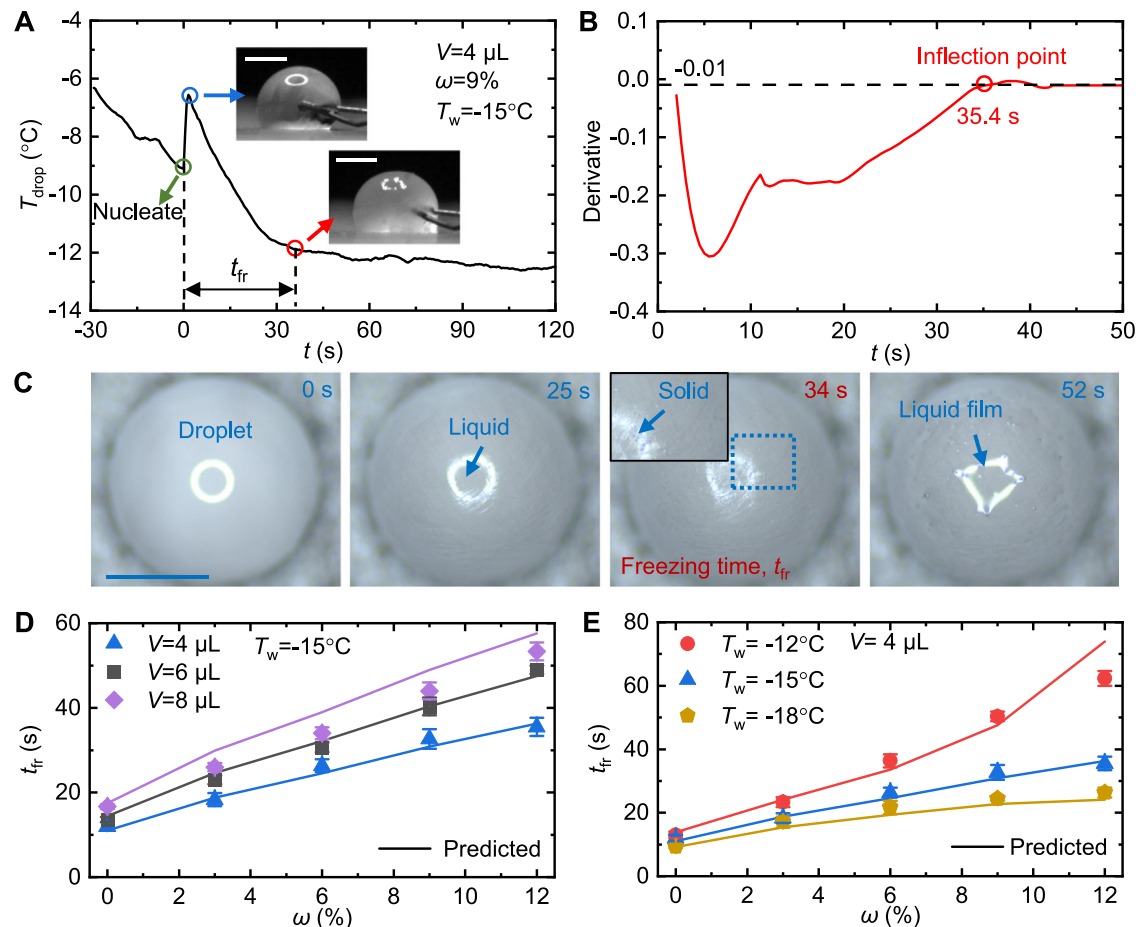 A
-4
-6
-8
-10
-12
-14
T_drop (°C)
V=4 µL
ω=9%
T_w=-15°C
Nucleate
t_fr
-30
0
30
60
90
120
t (s)
B
0.1
0.0
-0.1
-0.2
-0.3
-0.4
Derivative
Inflection point
-0.01
35.4 s
0
10
20
30
40
50
t (s)
C
0 s
Droplet
25 s
Liquid
34 s
Solid
Freezing time, t_fr
52 s
Liquid film
D
60
40
20
0
t_fr (s)
V=4 µL
V=6 µL
V=8 µL
T_w=-15°C
Predicted
0
2
4
6
8
10
12
ω (%)
E
80
60
40
20
0
t_fr (s)
T_w= -12°C
T_w= -15°C
T_w= -18°C
V= 4 µL
Predicted
0
2
4
6
8
10
12
ω (%)